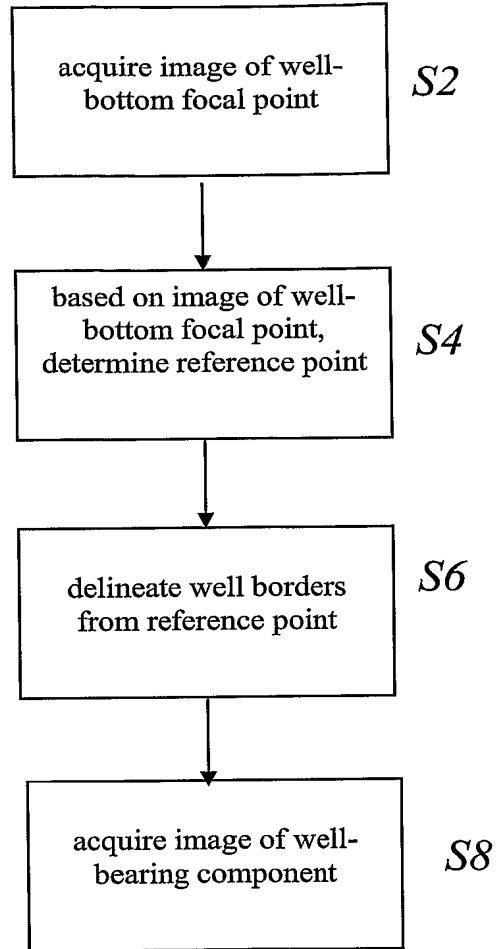 acquire image of well-
bottom focal point
S2
based on image of well-
bottom focal point,
determine reference point
S4
delineate well borders
from reference point
S6
acquire image of well-
bearing component
S8